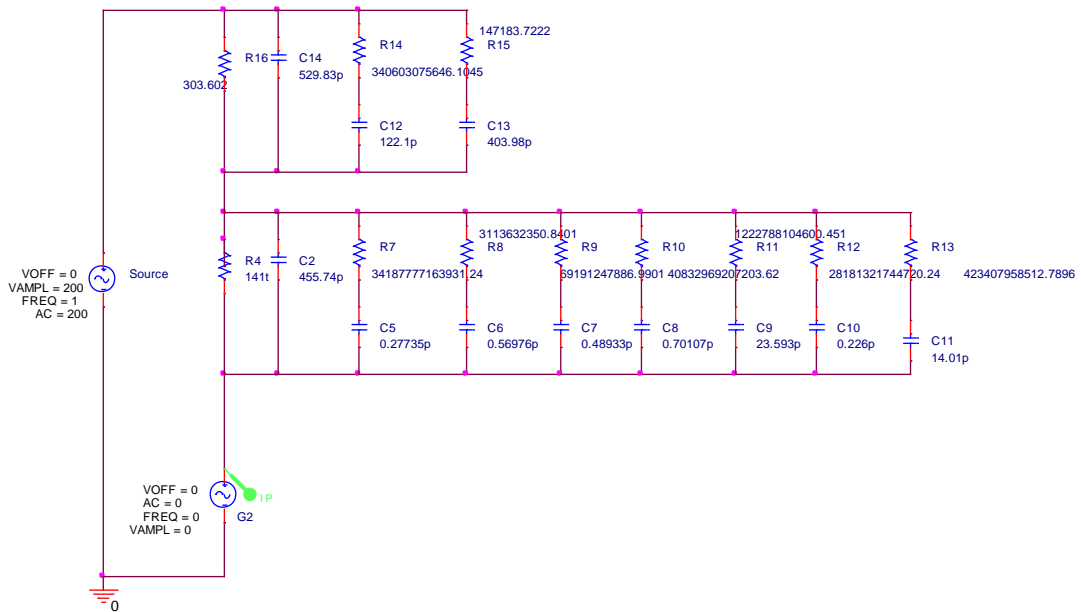 147183.7222
R16
C14
R14
R15
529.83p
340603075646.1045
303.602
C12
C13
122.1p
403.98p
3113632350.8401
1222788104600.451
R4
C2
R7
R8
R9
R10
R11
R12
R13
141t
455.74p
34187777163931.24
69191247886.9901
40832969207203.62
28181321744720.24
423407958512.7896
VOFF = 0
VAMPL = 200
FREQ = 1
AC = 200
Source
C5
C6
C7
C8
C9
C10
C11
0.27735p
0.56976p
0.48933p
0.70107p
23.593p
0.226p
14.01p
VOFF = 0
AC = 0
FREQ = 0
VAMPL = 0
IP
G2
0